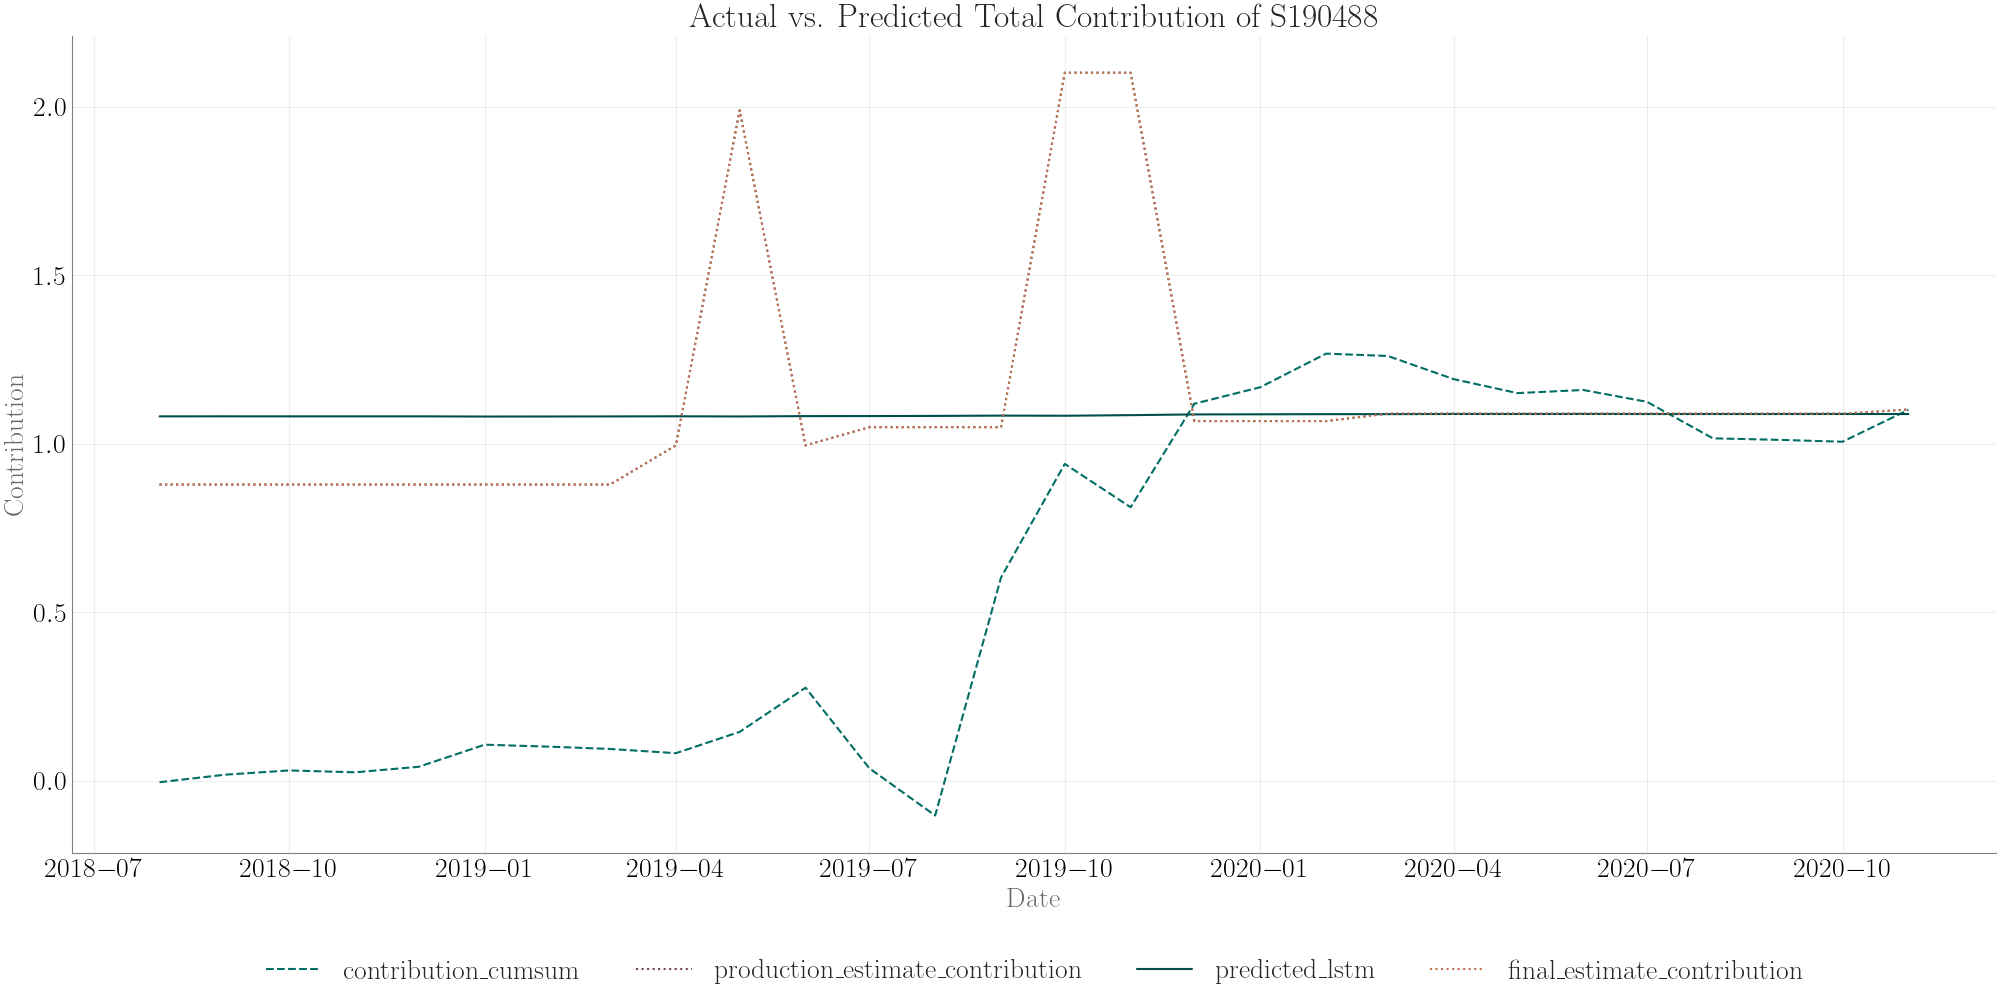 Actual vs. Predicted Total Contribution of S190488
2.0
1.5
1.0
0.5
0.0
Contribution
2018−07 2018−10 2019−01 2019−04 2019−07 2019−10 2020−01 2020−04 2020−07 2020−10
Date
contribution_cumsum production_estimate_contribution predicted_lstm final_estimate_contribution